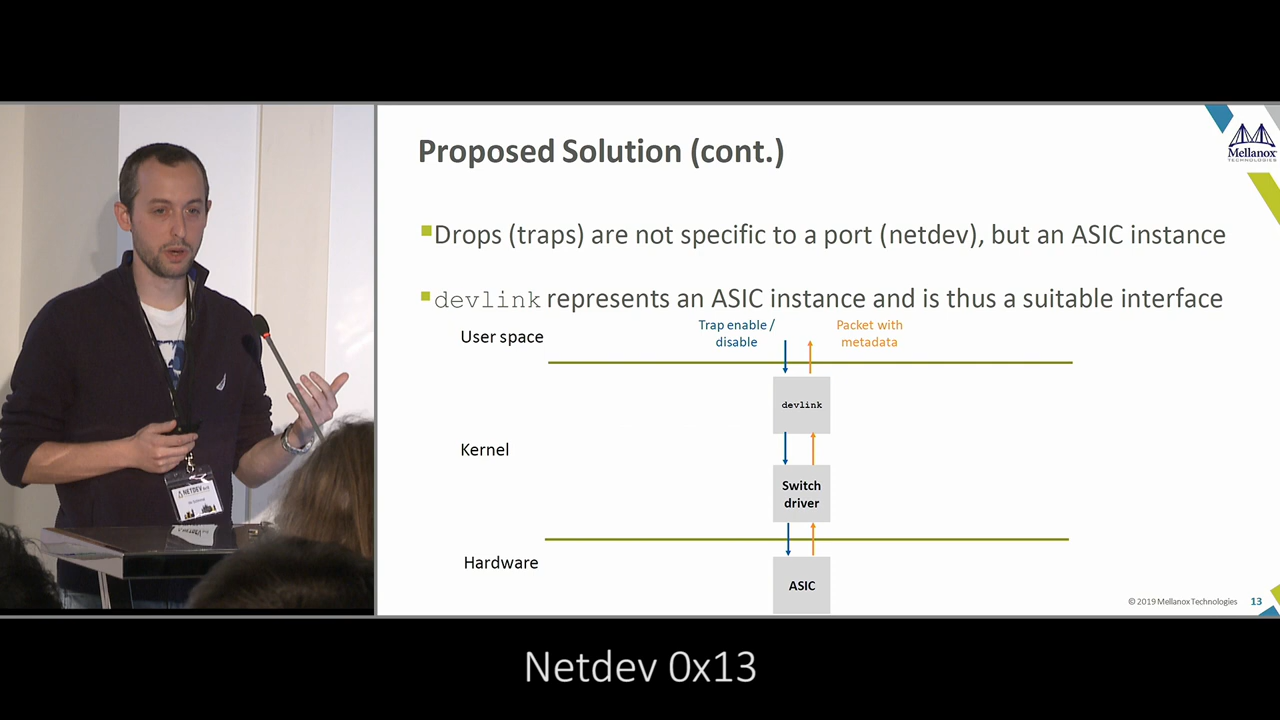 Proposed Solution (cont.)
Mellanox
TECHNOLOGIES
Drops (traps) are not specific to a port (netdev), but an ASIC instance
devlink represents an ASIC instance and is thus a suitable interface
User space
Trap enable /
disable
Packet with
metadata
devlink
Kernel
Switch
driver
Hardware
ASIC
© 2019 Mellanox Technologies 13
NETDEV
Netdev 0x13